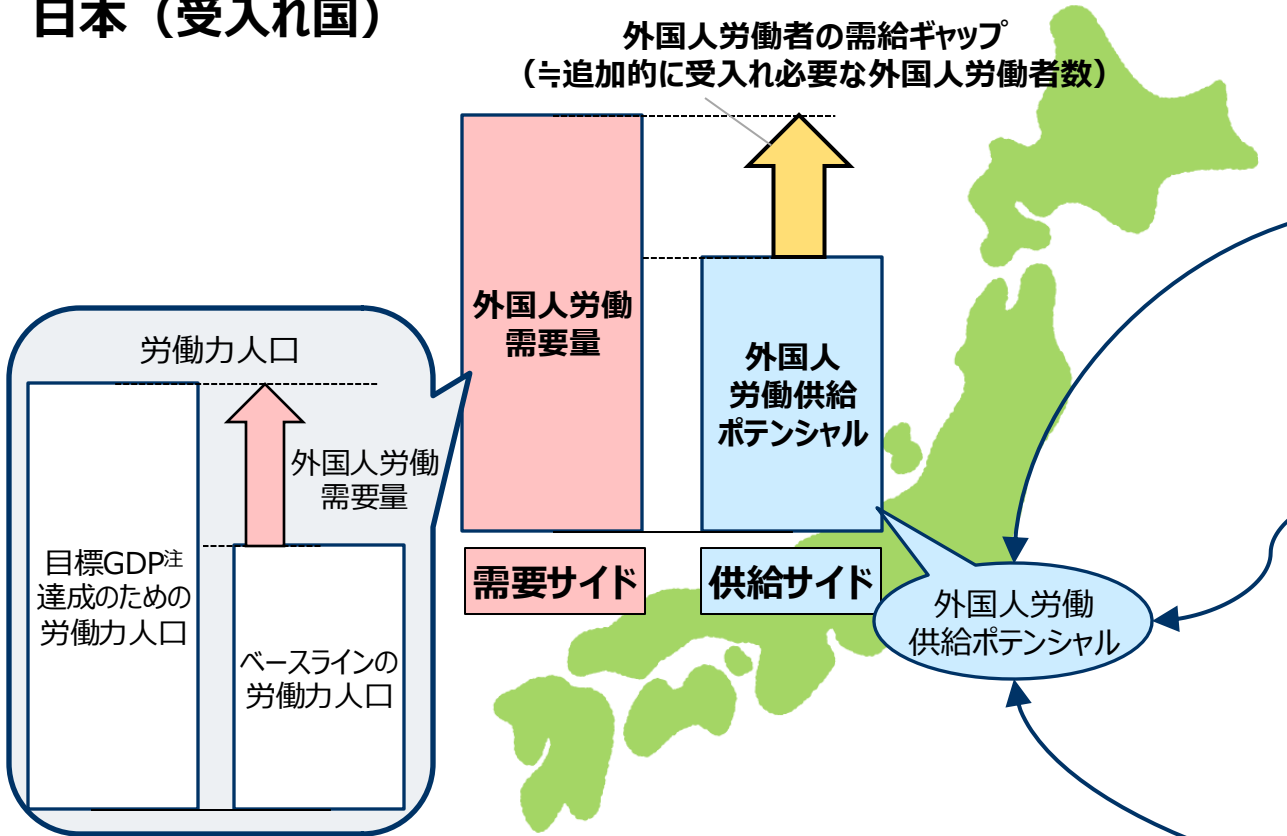 日本（受入れ国）
外国人労働者の需給ギャップ
（≒追加的に受入れ必要な外国人労働者数）
外国人労働
需要量
外国人
労働供給
ポテンシャル
労働力人口
外国人労働
需要量
目標GDP注
達成のための
労働力人口
ベースラインの
労働力人口
需要サイド
供給サイド
外国人労働
供給ポテンシャル